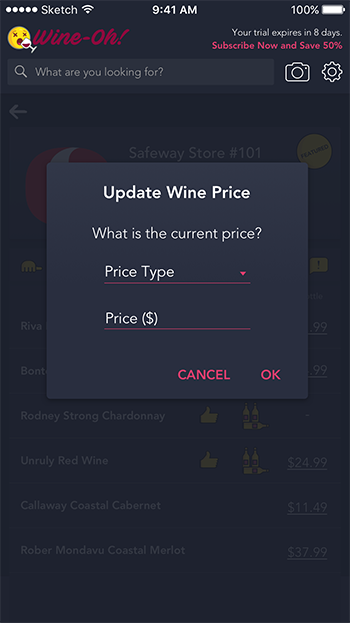 Sketch 9:41 AM 100%
Wine-Oh!
Your trial expires in 8 days.
Subscribe Now and Save 50%
What are you looking for?
Safeway Store #101
Update Wine Price
What is the current price?
Price Type
Price ($)
CANCEL OK
Riva .99
Bont .99
Rodney Strong Chardonnay -
Unruly Red Wine $24.99
Callaway Coastal Cabernet $11.49
Rober Mondavu Coastal Merlot $37.99